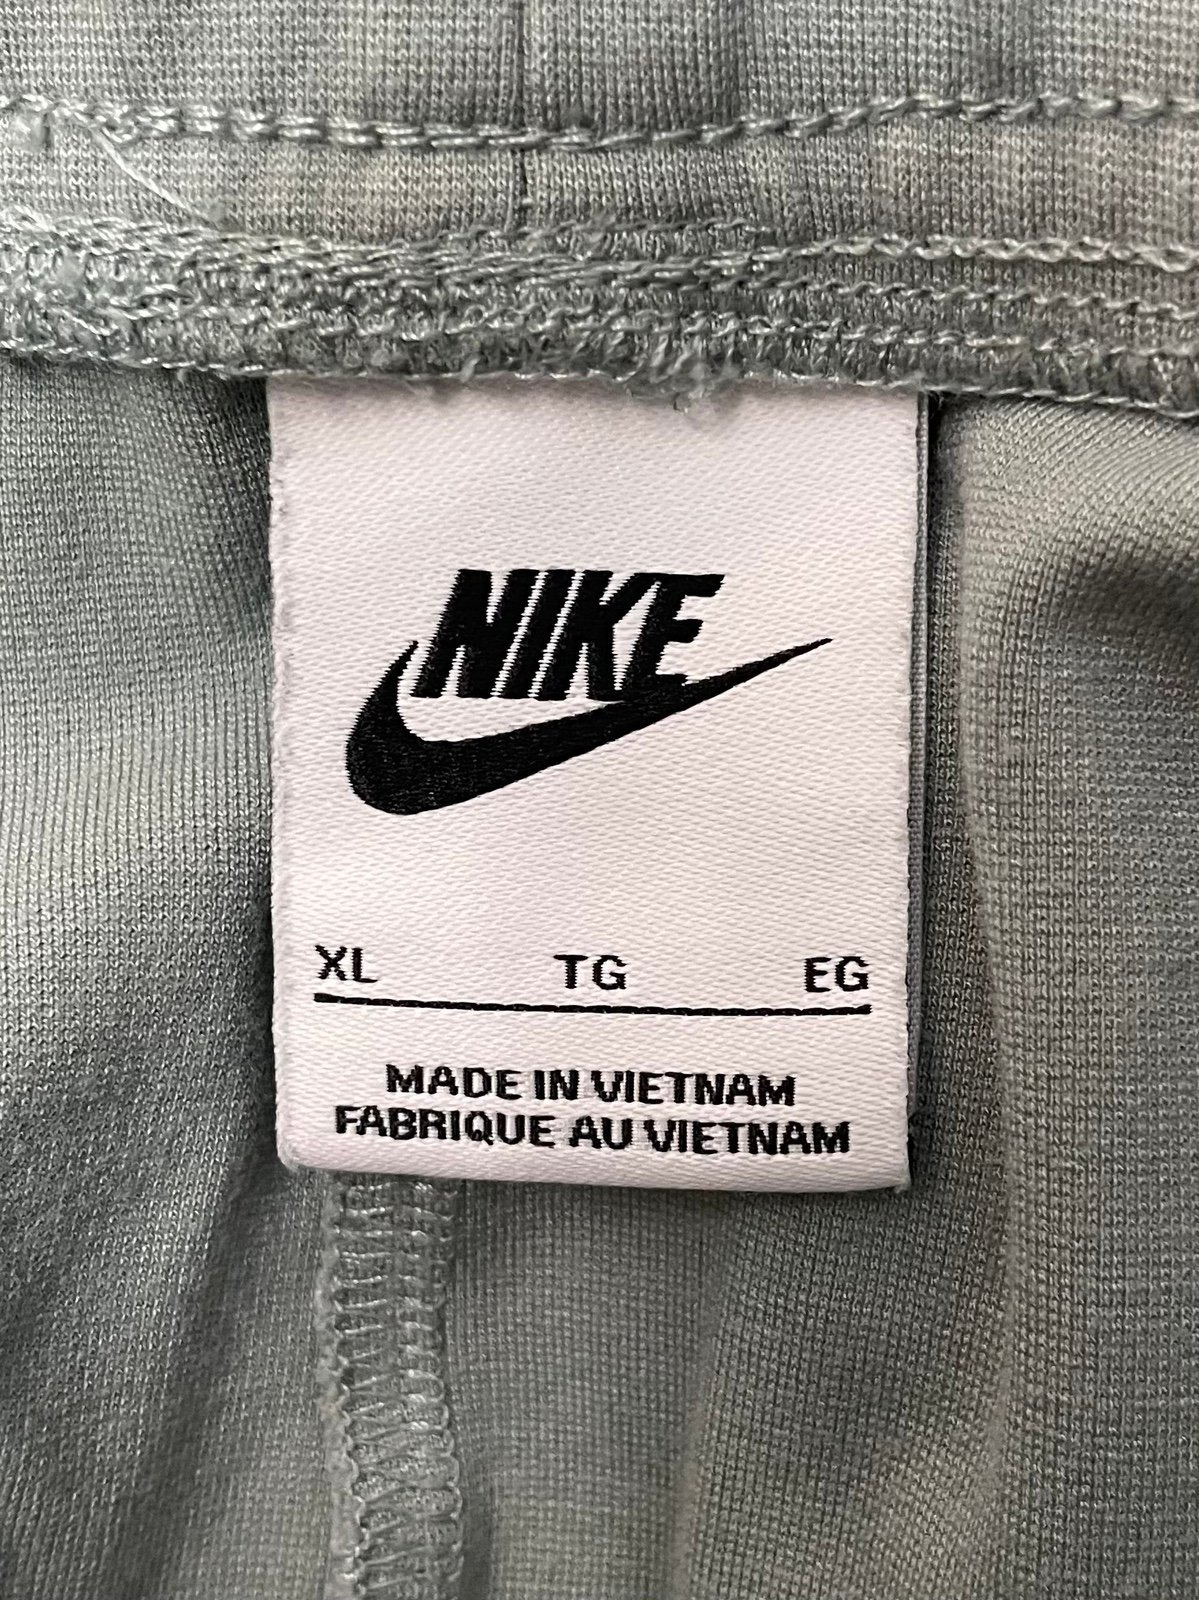 NIKE
XL TG EG
MADE IN VIETNAM
FABRIQUE AU VIETNAM